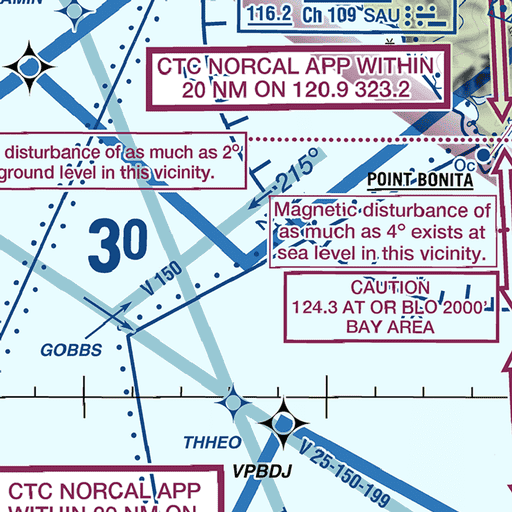 116.2 Ch 109 SAU
CTC NORCAL APP WITHIN
20 NM ON 120.9 323.2
disturbance of as much as 2°
ground level in this vicinity.
215°
Oc
POINT BONITA
Magnetic disturbance of
as much as 4° exists at
sea level in this vicinity.
30
V 150
CAUTION
124.3 AT OR BLO 2000'
BAY AREA
GOBBS
THHEO
VPBDJ
V 25-150-199
CTC NORCAL APP